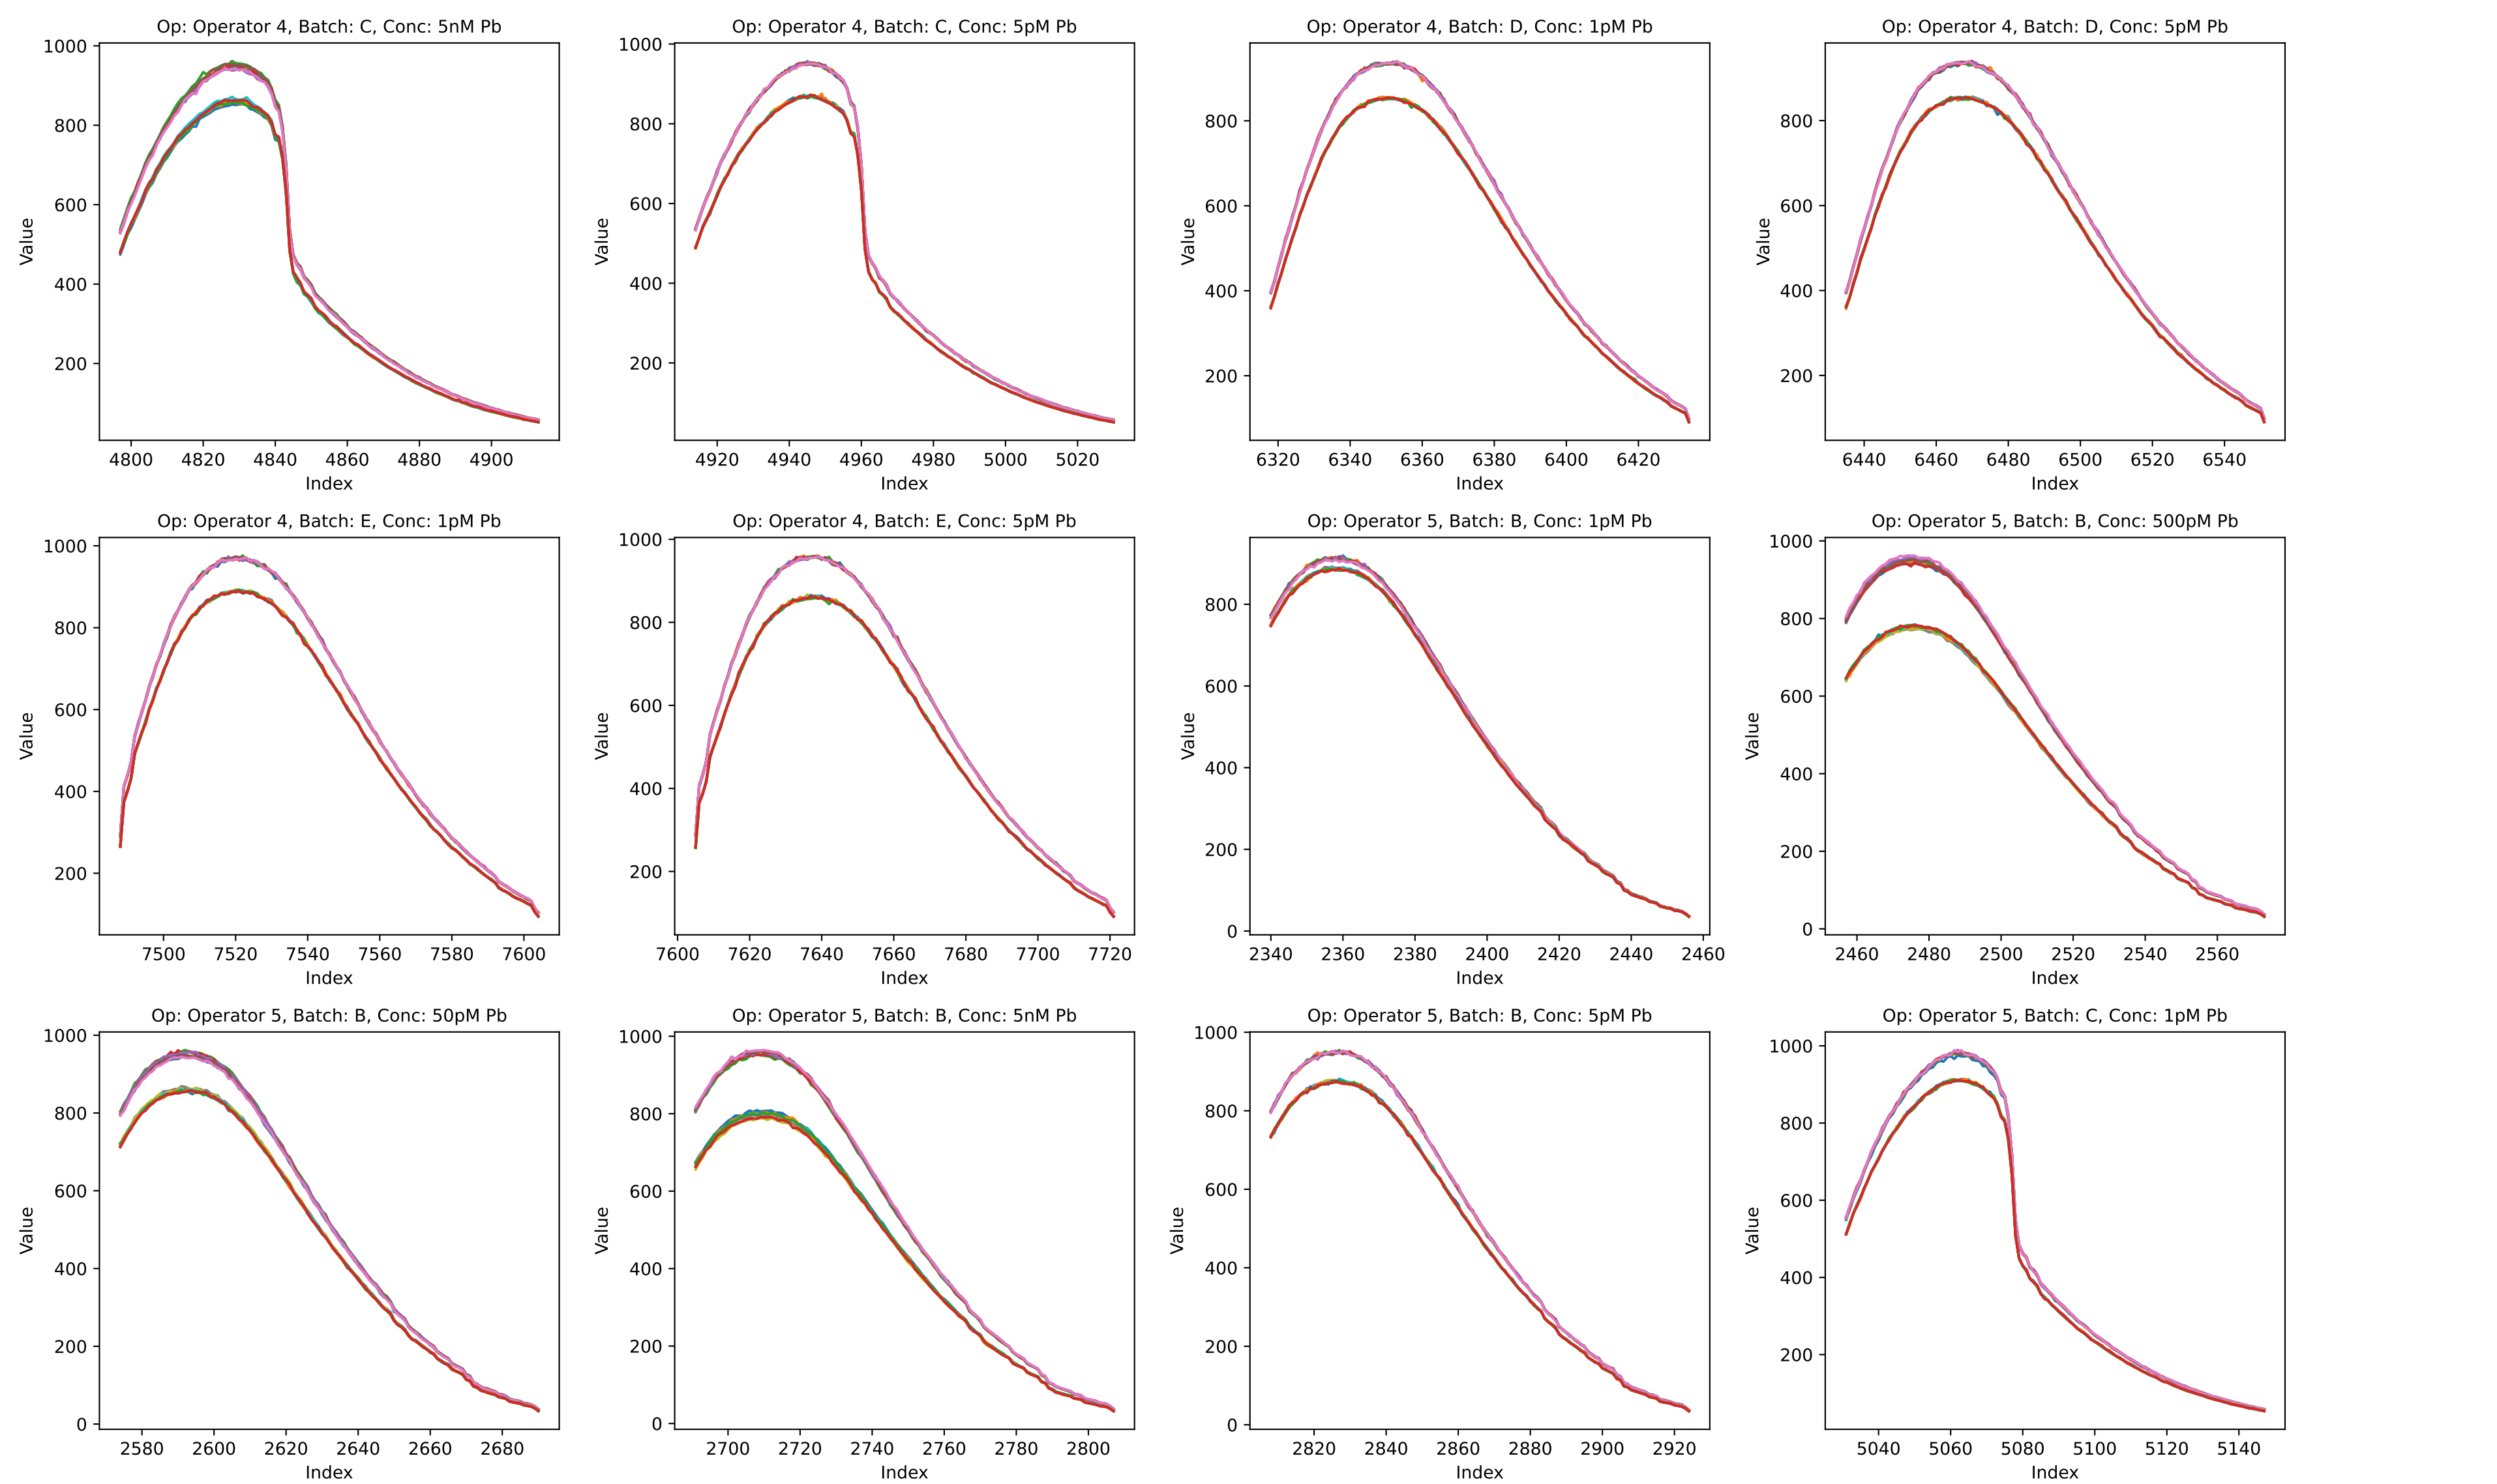 Op: Operator 4, Batch: C, Conc: 5nM Pb
1000
800
600
400
200
Value
4800 4820 4840 4860 4880 4900
Index
Op: Operator 4, Batch: C, Conc: 5pM Pb
1000
800
600
400
200
Value
4920 4940 4960 4980 5000 5020
Index
Op: Operator 4, Batch: D, Conc: 1pM Pb
800
600
400
200
Value
6320 6340 6360 6380 6400 6420
Index
Op: Operator 4, Batch: D, Conc: 5pM Pb
800
600
400
200
Value
6440 6460 6480 6500 6520 6540
Index
Op: Operator 4, Batch: E, Conc: 1pM Pb
1000
800
600
400
200
Value
7500 7520 7540 7560 7580 7600
Index
Op: Operator 4, Batch: E, Conc: 5pM Pb
1000
800
600
400
200
Value
7600 7620 7640 7660 7680 7700 7720
Index
Op: Operator 5, Batch: B, Conc: 1pM Pb
800
600
400
200
0
Value
2340 2360 2380 2400 2420 2440 2460
Index
Op: Operator 5, Batch: B, Conc: 500pM Pb
1000
800
600
400
200
0
Value
2460 2480 2500 2520 2540 2560
Index
Op: Operator 5, Batch: B, Conc: 50pM Pb
1000
800
600
400
200
0
Value
2580 2600 2620 2640 2660 2680
Index
Op: Operator 5, Batch: B, Conc: 5nM Pb
1000
800
600
400
200
0
Value
2700 2720 2740 2760 2780 2800
Index
Op: Operator 5, Batch: B, Conc: 5pM Pb
1000
800
600
400
200
0
Value
2820 2840 2860 2880 2900 2920
Index
Op: Operator 5, Batch: C, Conc: 1pM Pb
1000
800
600
400
200
Value
5040 5060 5080 5100 5120 5140
Index